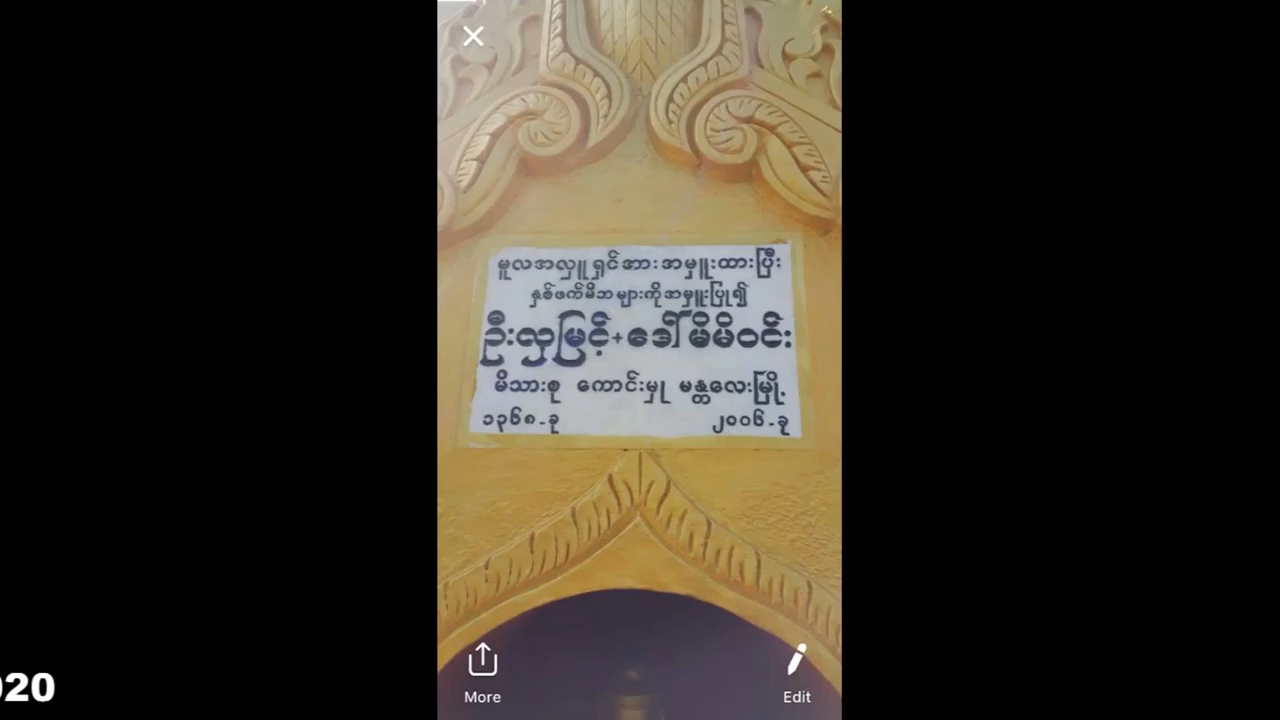 မူလအလှူရှင်အားအမျှူးထားပြီး
နှစ်ဖက်မိဘများကိုအမှူးပြု၍
ဦးလှမြင့်+ဒေါ်မိမိဝင်း
မိသားစု ကောင်းမှု မန္တလေးမြို့
၁၃၆၈-ခု ၂၀၀၆-ခု
More
Edit
020